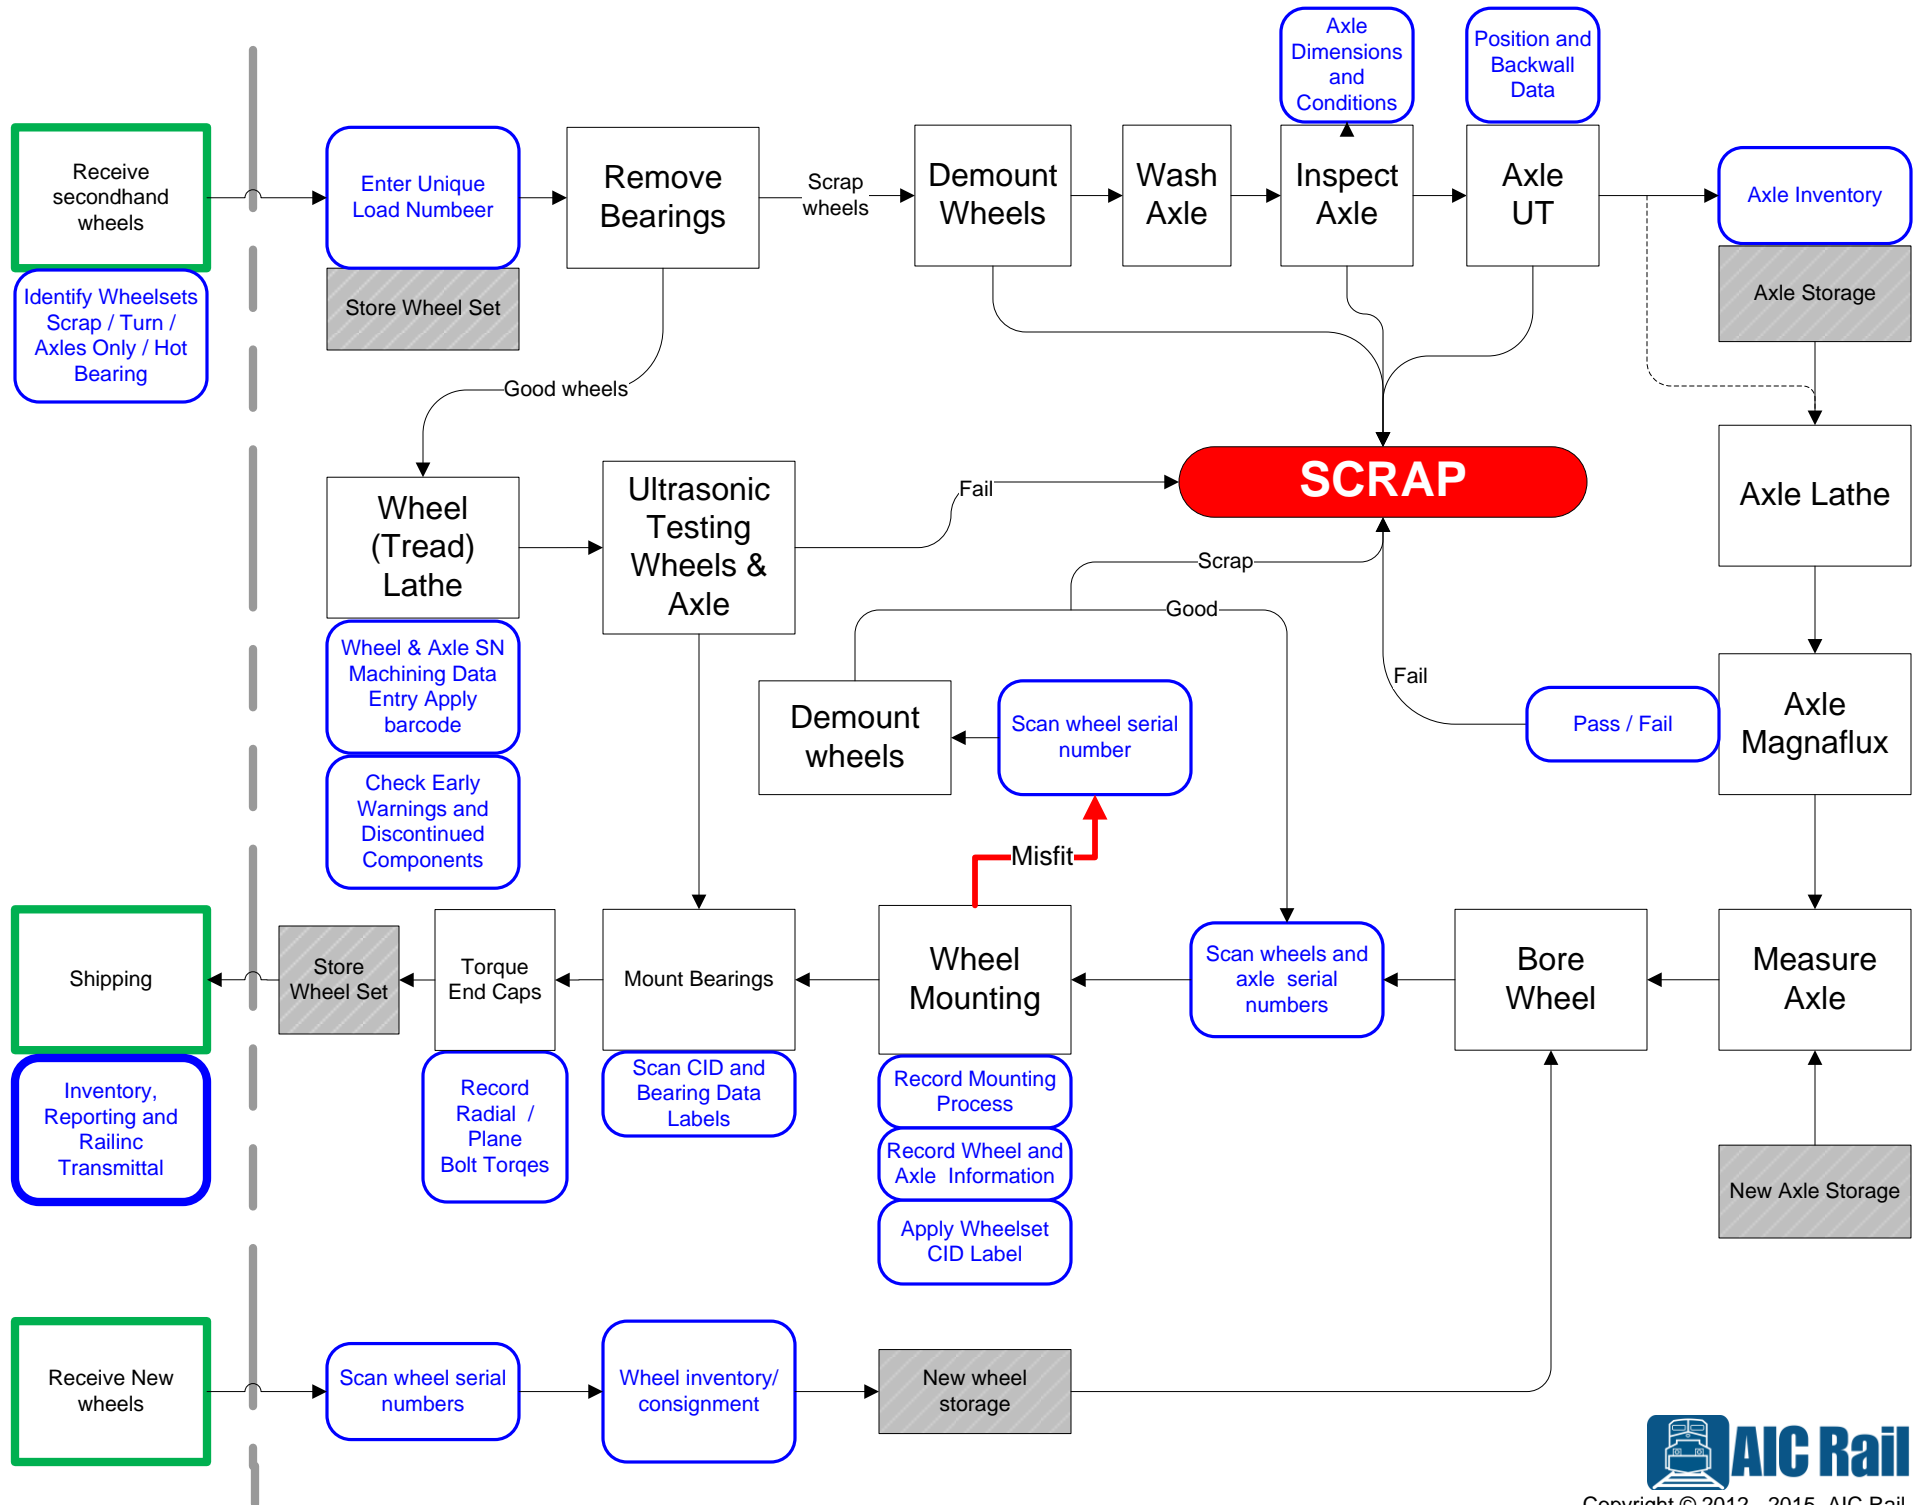 Axle
Dimensions
and
Conditions
Position and
Backwall
Data
Receive
secondhand
wheels
Enter Unique
Load Numbeer
Remove
Bearings
Scrap
wheels
Demount
Wheels
Wash
Axle
Inspect
Axle
Axle
UT
Axle Inventory
Identify Wheelsets
Scrap / Turn /
Axles Only / Hot
Bearing
Store Wheel Set
Axle Storage
Good wheels
Wheel
(Tread)
Lathe
Ultrasonic
Testing
Wheels &
Axle
Fail
SCRAP
Axle Lathe
Scrap
Good
Wheel & Axle SN
Machining Data
Entry Apply
barcode
Demount
wheels
Scan wheel serial
number
Fail
Pass / Fail
Axle
Magnaflux
Check Early
Warnings and
Discontinued
Components
Misfit
Shipping
Store
Wheel Set
Torque
End Caps
Mount Bearings
Wheel
Mounting
Scan wheels and
axle serial
numbers
Bore
Wheel
Measure
Axle
Inventory,
Reporting and
Railinc
Transmittal
Record
Radial /
Plane
Bolt Torqes
Scan CID and
Bearing Data
Labels
Record Mounting
Process
Record Wheel and
Axle Information
Apply Wheelset
CID Label
New Axle Storage
Receive New
wheels
Scan wheel serial
numbers
Wheel inventory/
consignment
New wheel
storage
AIC Rail
Copyright © 2012 - 2015 AIC Rail